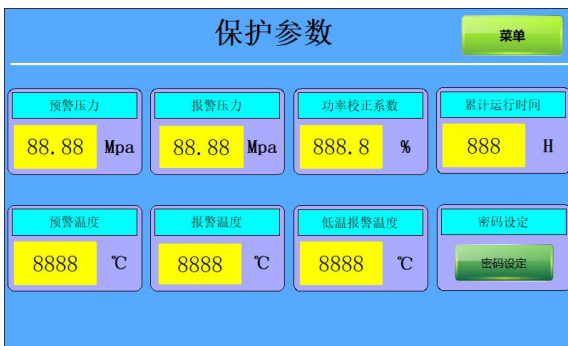 保护参数
菜单
预警压力
报警压力
功率校正系数
累计运行时间
88.88 Mpa
88.88 Mpa
888.8 %
888 H
预警温度
报警温度
低温报警温度
密码设定
8888 ℃
8888 ℃
8888 ℃
密码设定